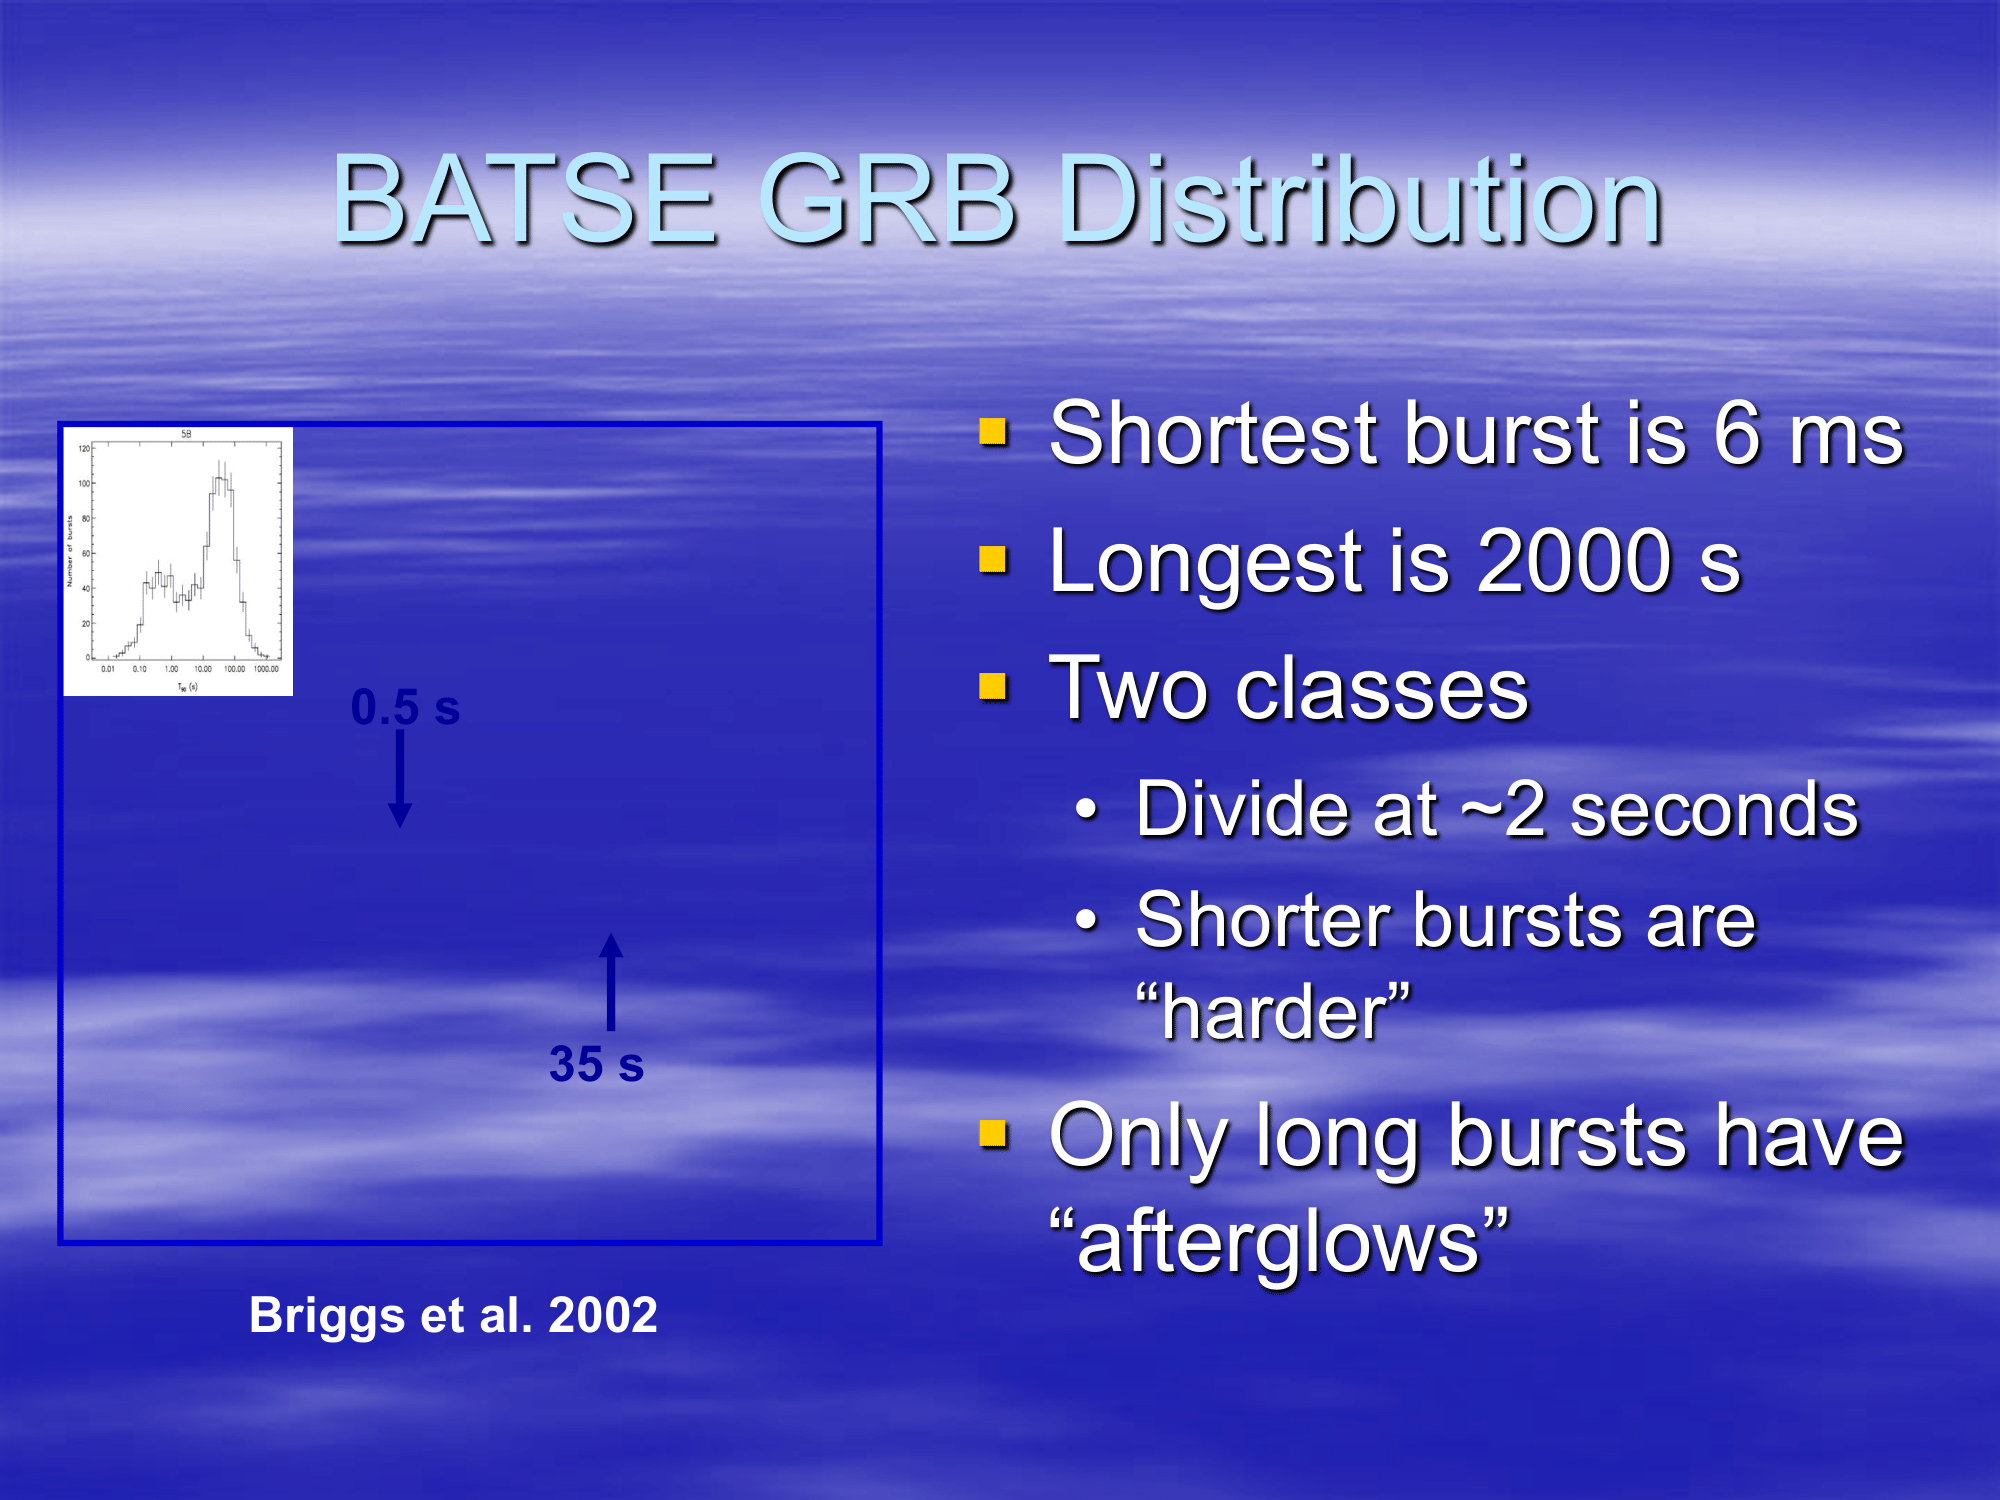 BATSE GRB Distribution
5B
120
100
80
60
40
20
0
Number of bursts
0.01 0.10 1.00 10.00 100.00 1000.00
T90 (s)
0.5 s
35 s
Briggs et al. 2002
Shortest burst is 6 ms
Longest is 2000 s
Two classes
• Divide at ~2 seconds
• Shorter bursts are
“harder”
Only long bursts have
“afterglows”